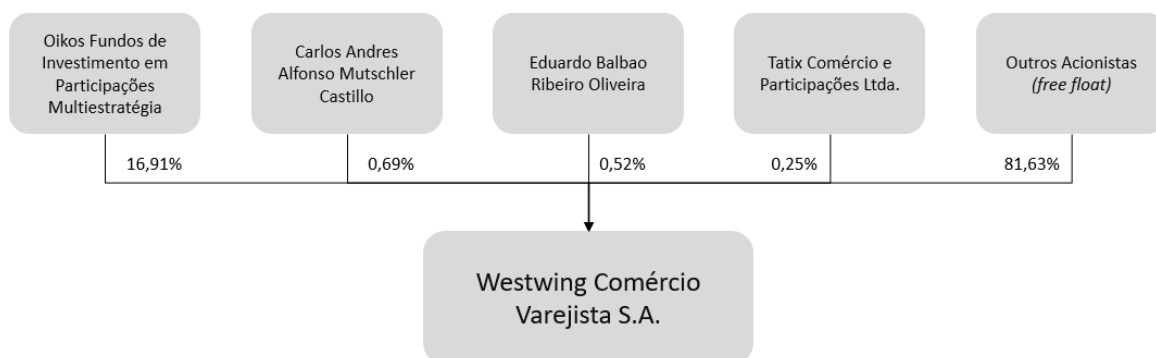 Oikos Fundos de
Investimento em
Participações
Multiestratégia
Carlos Andres
Alfonso Mutschler
Castillo
Eduardo Balbao
Ribeiro Oliveira
Tatix Comércio e
Participações Ltda.
Outros Acionistas
(free float)
16,91%
0,69%
0,52%
0,25%
81,63%
Westwing Comércio
Varejista S.A.